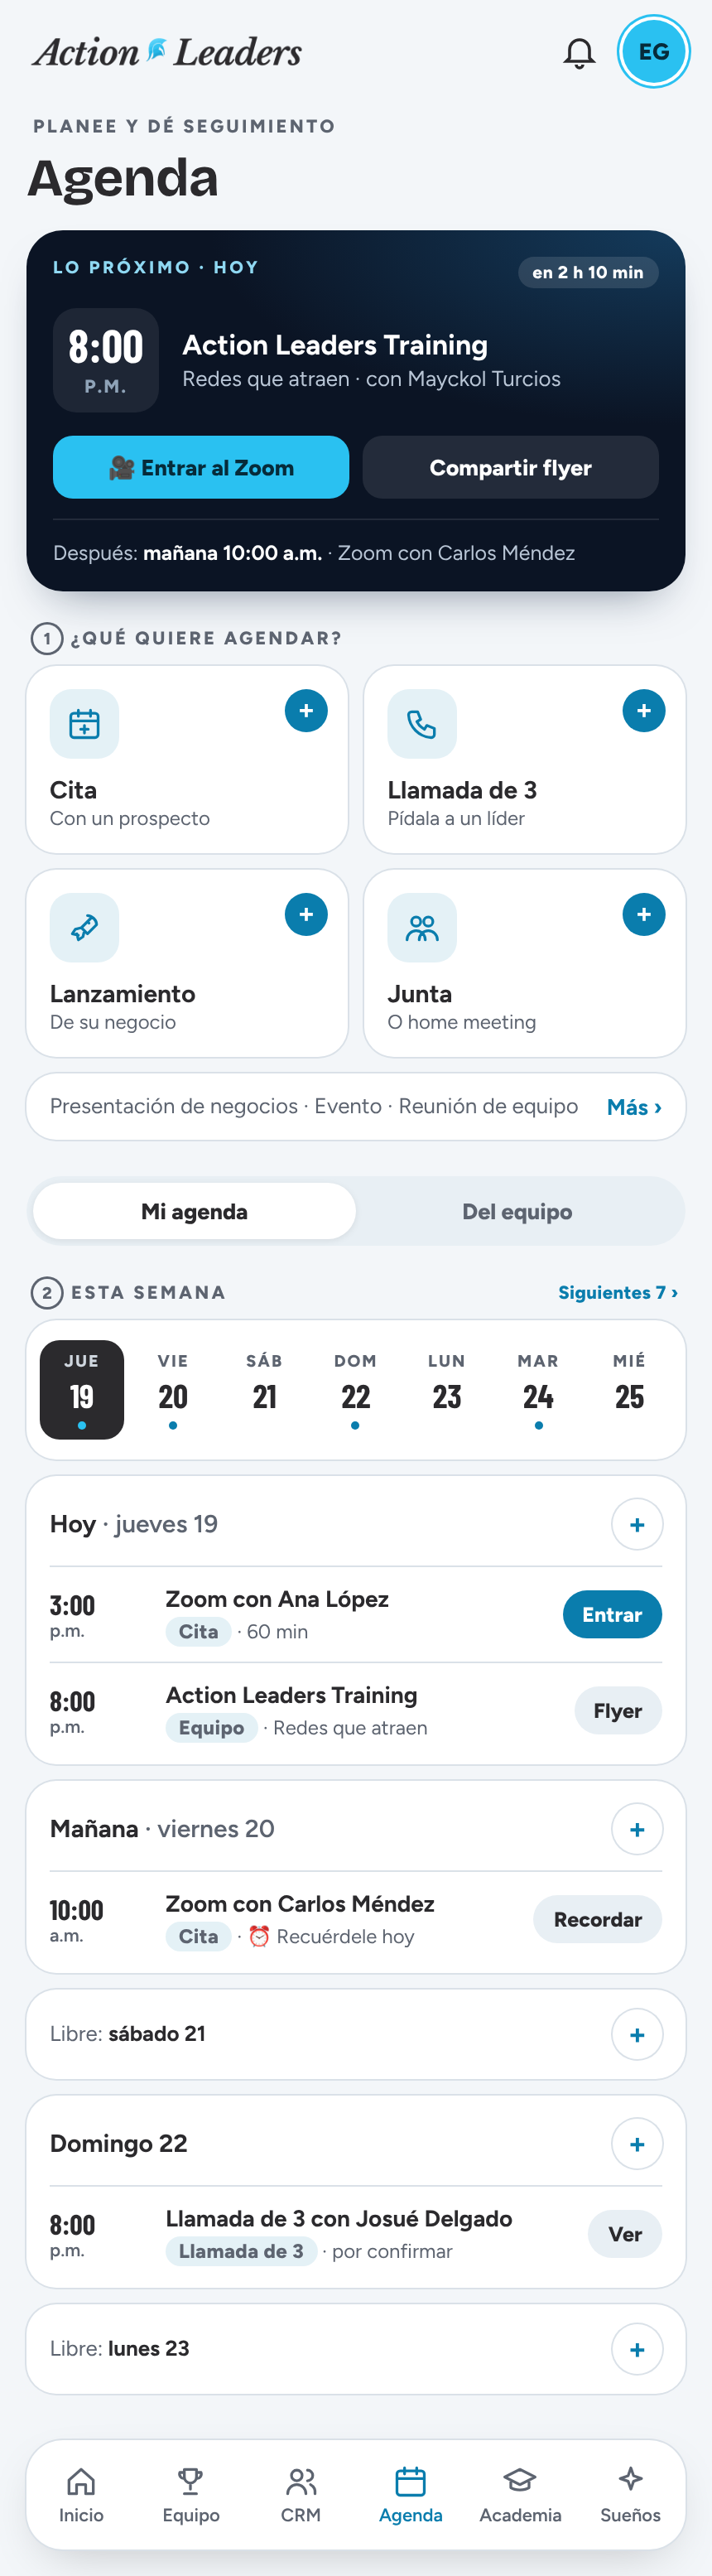 Action Leaders
EG
PLANEE Y DÉ SEGUIMIENTO
Agenda
LO PRÓXIMO · HOY
en 2 h 10 min
8:00
P.M.
Action Leaders Training
Redes que atraen · con Mayckol Turcios
🎥 Entrar al Zoom
Compartir flyer
Después: mañana 10:00 a.m. · Zoom con Carlos Méndez
1 ¿QUÉ QUIERE AGENDAR?
+
Cita
Con un prospecto
+
Llamada de 3
Pídala a un líder
+
Lanzamiento
De su negocio
+
Junta
O home meeting
Presentación de negocios · Evento · Reunión de equipo
Más ›
Mi agenda
Del equipo
2 ESTA SEMANA
Siguientes 7 ›
JUE VIE SÁB DOM LUN MAR MIÉ
19 20 21 22 23 24 25
Hoy · jueves 19
+
3:00
p.m.
Zoom con Ana López
Cita · 60 min
Entrar
8:00
p.m.
Action Leaders Training
Equipo · Redes que atraen
Flyer
Mañana · viernes 20
+
10:00
a.m.
Zoom con Carlos Méndez
Cita · ⏰ Recuérdele hoy
Recordar
Libre: sábado 21
+
Domingo 22
+
8:00
p.m.
Llamada de 3 con Josué Delgado
Llamada de 3 · por confirmar
Ver
Libre: lunes 23
+
Inicio Equipo CRM Agenda Academia Sueños